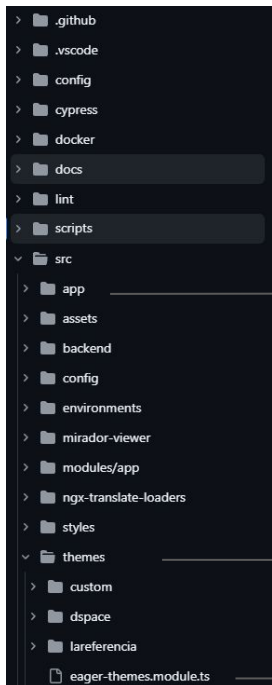 .github
.vscode
config
cypress
docker
docs
lint
scripts
src
app
assets
backend
config
environments
mirador-viewer
modules/app
ngx-translate-loaders
styles
themes
custom
dspace
lareferencia
eager-themes.module.ts